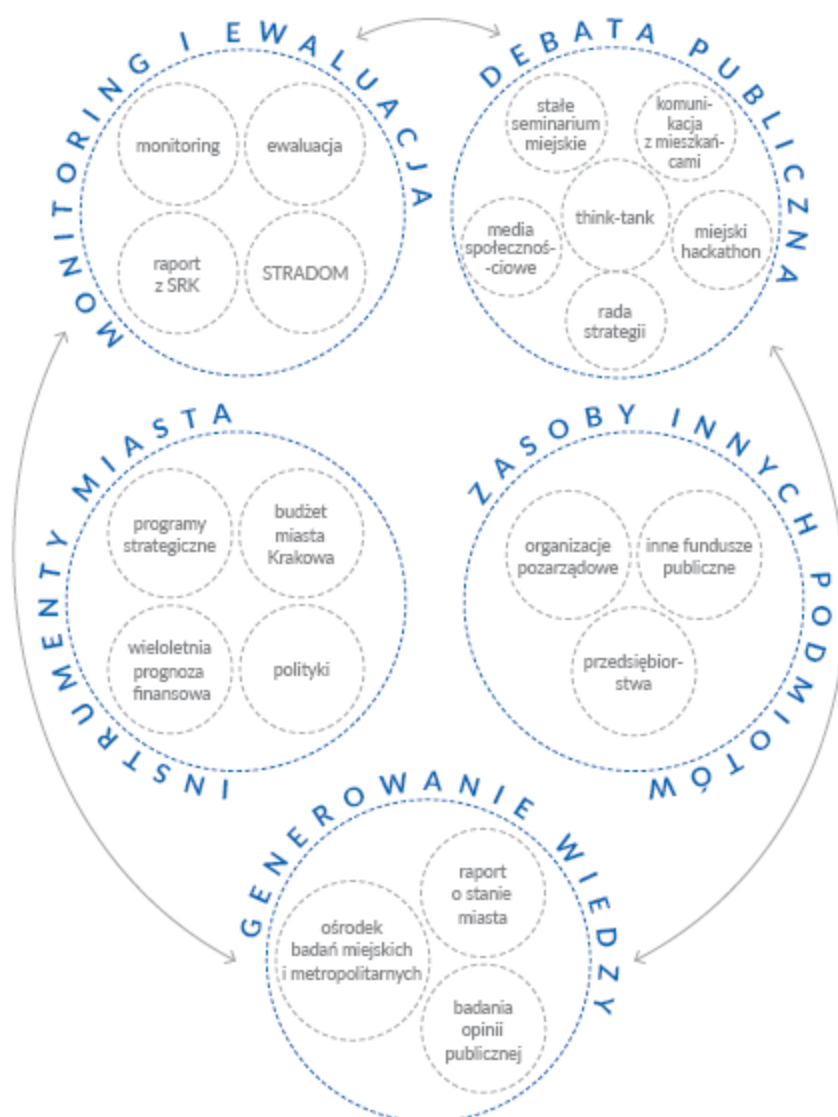 MONITORING I EWALUACJA
monitoring
ewaluacja
raport
z SRK
STRADOM
DEBATA PUBLICZNA
stałe
seminarium
miejskie
komuni-
kacja
z mieszkań-
cami
think-tank
media
społecznoś-
-ciowe
miejski
hackathon
rada
strategii
INSTRUMENTY MIASTA
programy
strategiczne
budżet
miasta
Krakowa
wieloletnia
prognoza
finansowa
polityki
ZASOBY INNYCH PODMIOTÓW
organizacje
pozarządowe
inne fundusze
publiczne
przedsiębior-
stwa
GENEROWANIE WIEDZY
ośrodek
badań miejskich
i metropolitarnych
raport
o stanie
miasta
badania
opinii
publicznej